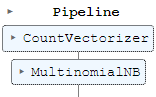 ▸ Pipeline
▸ CountVectorizer
▸ MultinomialNB